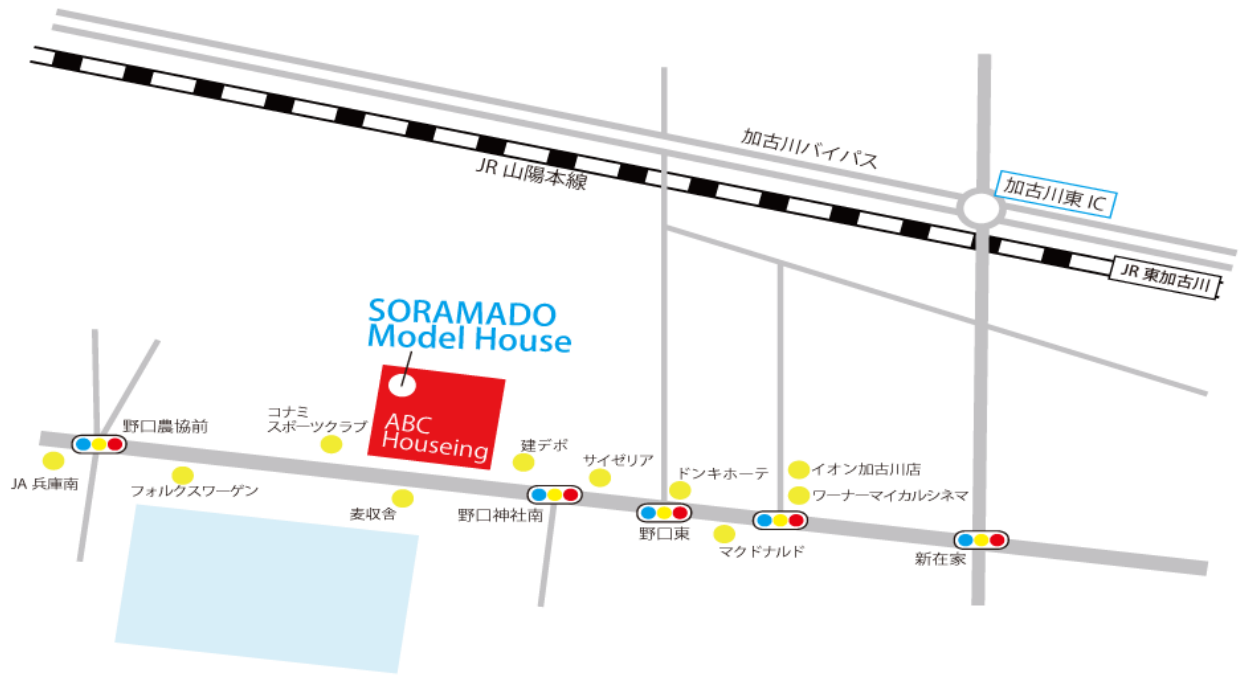 加古川バイパス
JR 山陽本線
加古川東 IC
JR 東加古川
SORAMADO
Model House
ABC
Houseing
野口農協前
コナミ
スポーツクラブ
建デポ
サイゼリア
ドンキホーテ
イオン加古川店
ワーナーマイカルシネマ
JA 兵庫南
フォルクスワーゲン
麦収舎
野口神社南
野口東
マクドナルド
新在家